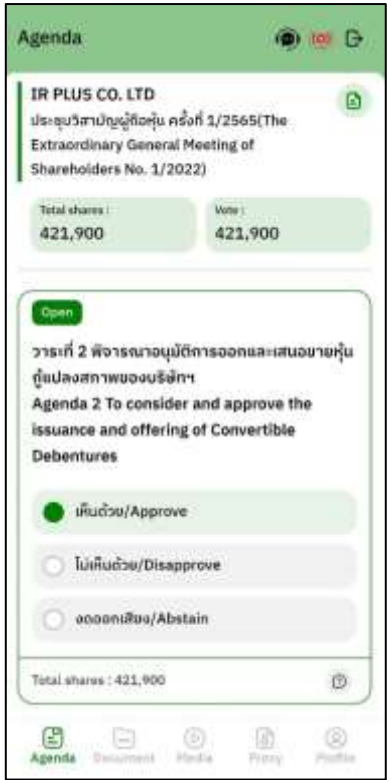 Agenda
IR PLUS CO. LTD
ประชุมวิสามัญผู้ถือหุ้น ครั้งที่ 1/2565(The
Extraordinary General Meeting of
Shareholders No. 1/2022)
Total shares :
421,900
Vote :
421,900
Open
วาระที่ 2 พิจารณาอนุมัติการออกและเสนอขายหุ้น
กู้แปลงสภาพของบริษัทฯ
Agenda 2 To consider and approve the
issuance and offering of Convertible
Debentures
เห็นด้วย/Approve
ไม่เห็นด้วย/Disapprove
งดออกเสียง/Abstain
Total shares : 421,900
Agenda
Document
Media
Proxy
Profile